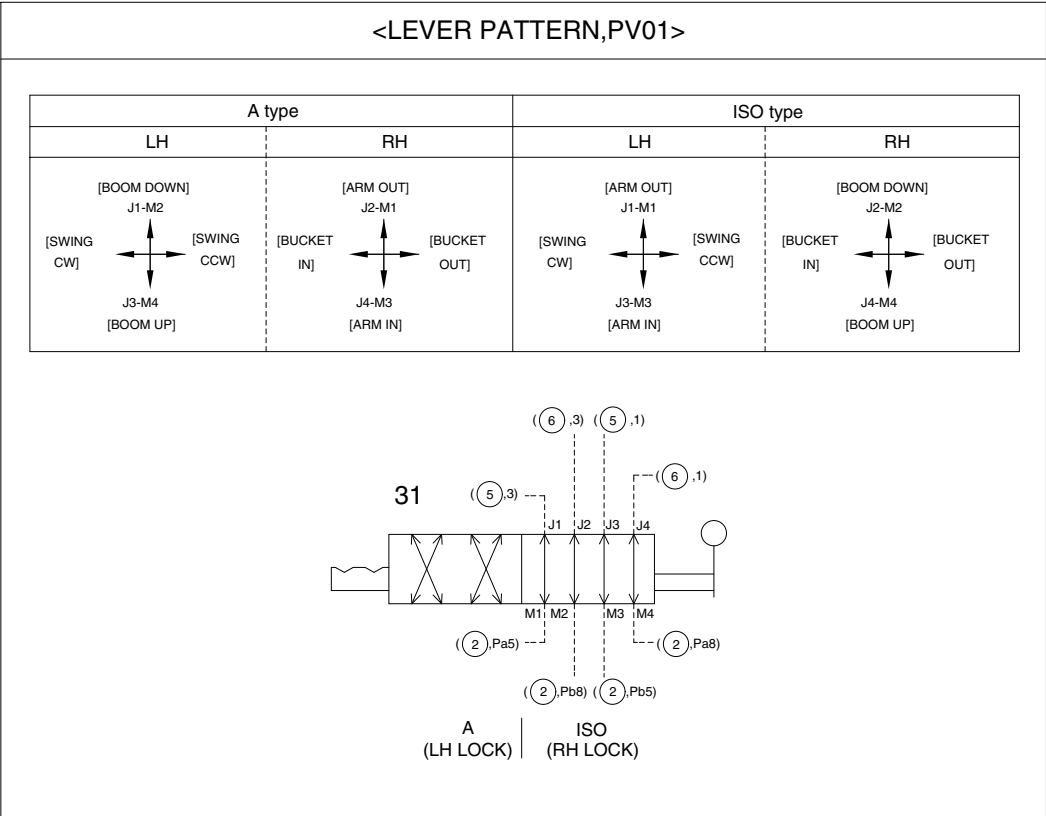 <LEVER PATTERN,PV01>
A type ISO type
LH RH LH RH
[BOOM DOWN] [ARM OUT] [ARM OUT] [BOOM DOWN]
J1-M2 J2-M1 J1-M1 J2-M2
[SWING [SWING [BUCKET [BUCKET [SWING [SWING [BUCKET [BUCKET
CW] CCW] IN] OUT] CW] CCW] IN] OUT]
J3-M4 J4-M3 J3-M3 J4-M4
[BOOM UP] [ARM IN] [ARM IN] [BOOM UP]
(6,3) (5,1)
(6,1)
31 (5,3)
J1 J2 J3 J4
M1 M2 M3 M4
(2,Pa5) (2,Pa8)
(2,Pb8) (2,Pb5)
A ISO
(LH LOCK) (RH LOCK)